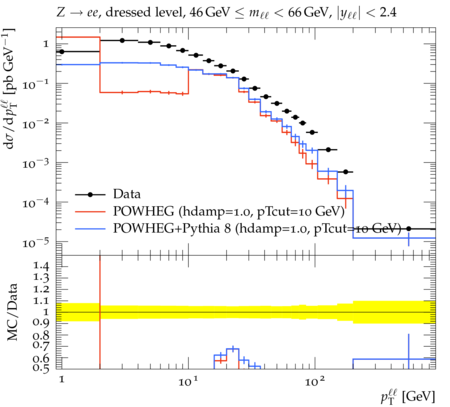 Z → ee, dressed level, 46 GeV ≤ mℓℓ < 66 GeV, |yℓℓ| < 2.4
dσ/dp_T^ℓℓ [pb GeV⁻¹]
1
10⁻¹
10⁻²
10⁻³
10⁻⁴
10⁻⁵
Data
POWHEG (hdamp=1.0, pTcut=10 GeV)
POWHEG+Pythia 8 (hdamp=1.0, pTcut=10 GeV)
MC/Data
1.4
1.3
1.2
1.1
1
0.9
0.8
0.7
0.6
0.5
1 10¹ 10²
p_T^ℓℓ [GeV]